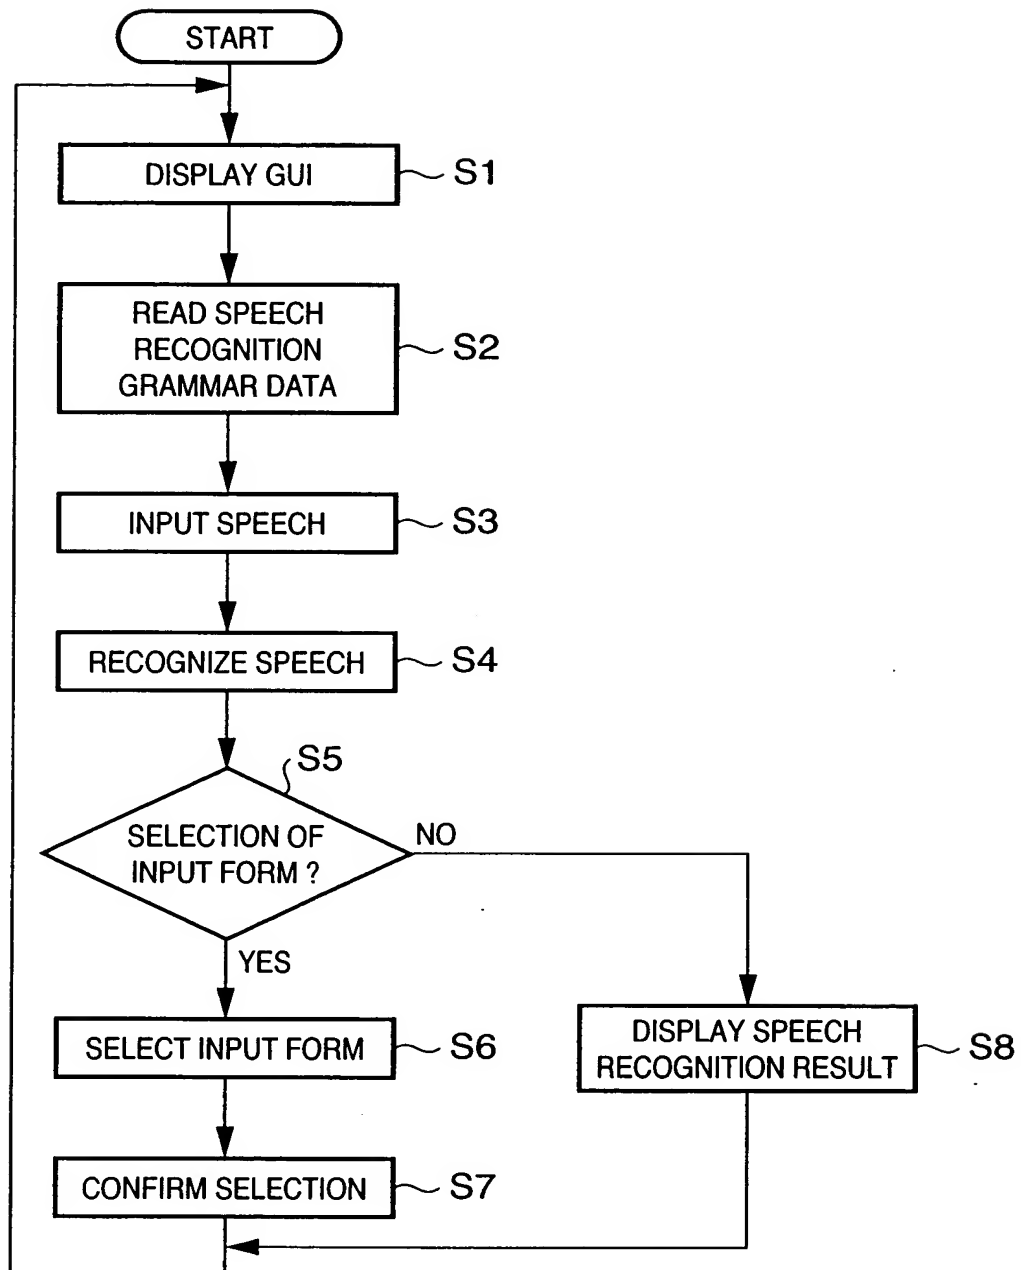 START
DISPLAY GUI
S1
READ SPEECH
RECOGNITION
GRAMMAR DATA
S2
INPUT SPEECH
S3
RECOGNIZE SPEECH
S4
S5
SELECTION OF
INPUT FORM ?
NO
YES
SELECT INPUT FORM
S6
DISPLAY SPEECH
RECOGNITION RESULT
S8
CONFIRM SELECTION
S7